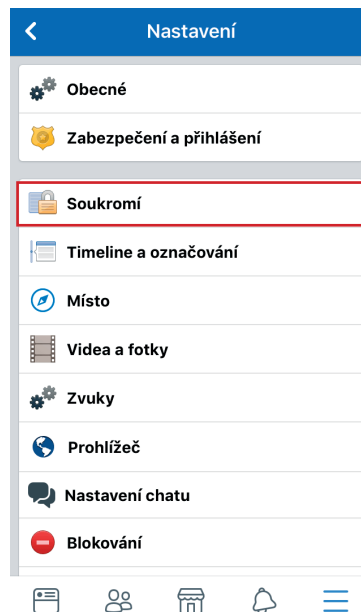 Nastavení
Obecné
Zabezpečení a přihlášení
Soukromí
Timeline a označování
Místo
Videa a fotky
Zvuky
Prohlížeč
Nastavení chatu
Blokování